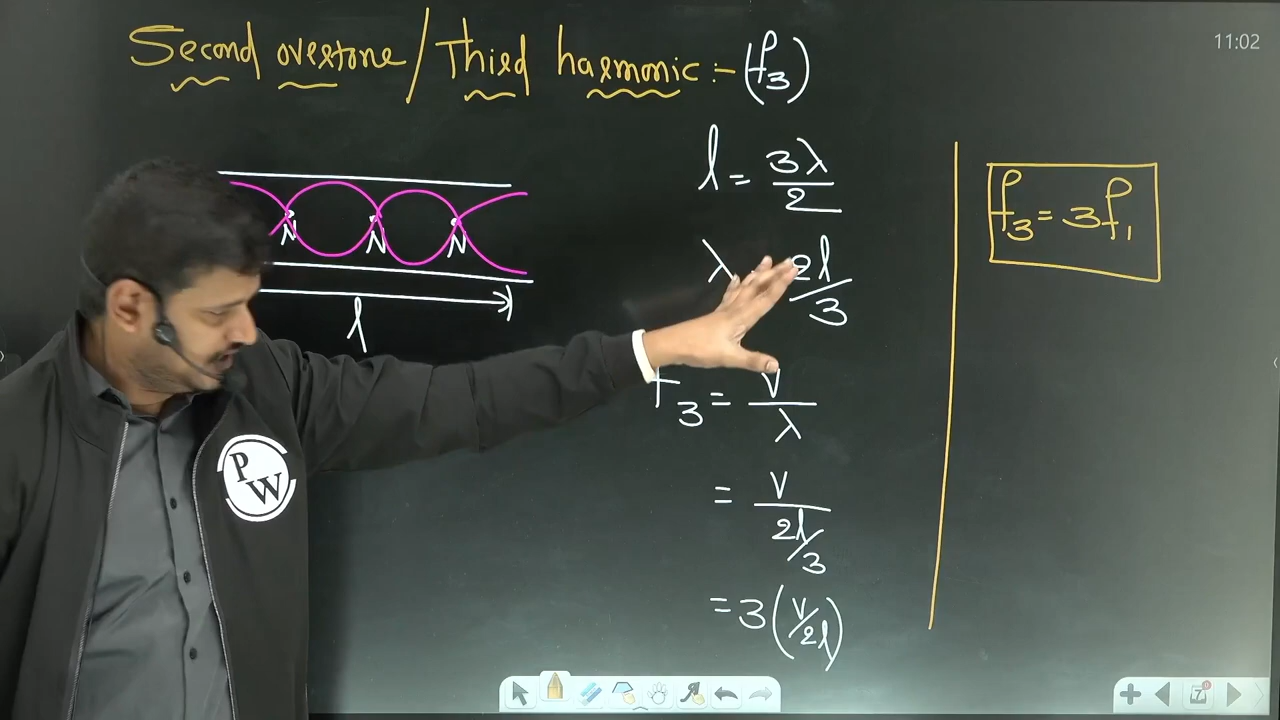 Second overtone / Third harmonic :- (f₃)
11:02
l = 3λ/2
f₃ = 3f₁
N N N
λ = 2l/3
l
f₃ = v/λ
PW
= v/(2l/3)
= 3(v/2l)
7